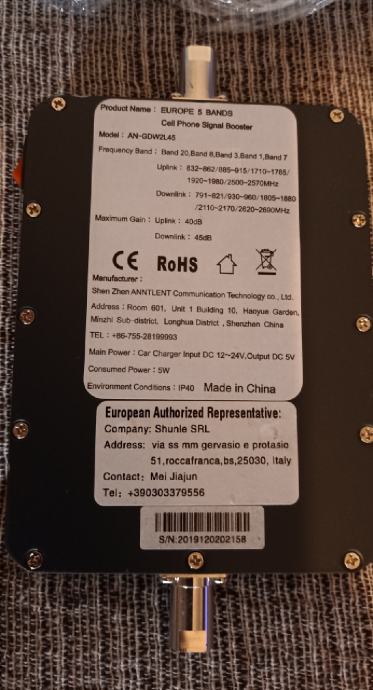 Product Name : EUROPE 5 BANDS
Cell Phone Signal Booster
Model : AN-GDW2L45
Frequency Band : Band 20,Band 8,Band 3,Band 1,Band 7
Uplink : 832~862/885~915/1710~1785/
1920~1980/2500~2570MHz
Downlink : 791~821/930~960/1805~1880
/2110~2170/2620~2690MHz
Maximum Gain : Uplink : 40dB
Downlink : 45dB
CE RoHS
Manufacturer :
Shen Zhen ANNTLENT Communication Technology co., Ltd.
Address : Room 601, Unit 1 Building 10, Haoyue Garden,
Minzhi Sub-district, Longhua District , Shenzhen China
TEL : +86-755-28199993
Main Power : Car Charger Input DC 12~24V,Output DC 5V
Consumed Power : 5W
Environment Conditions : IP40 Made in China
European Authorized Representative:
Company: Shunle SRL
Address: via ss mm gervasio e protasio
51,roccafranca,bs,25030, Italy
Contact: Mei Jiajun
Tel: +390303379556
S/N:2019120202158